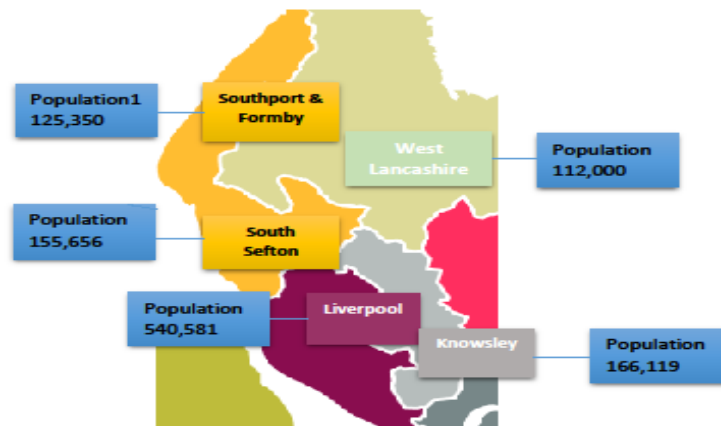 Population1
125,350
Southport &
Formby
West
Lancashire
Population
112,000
Population
155,656
South
Sefton
Population
540,581
Liverpool
Knowsley
Population
166,119